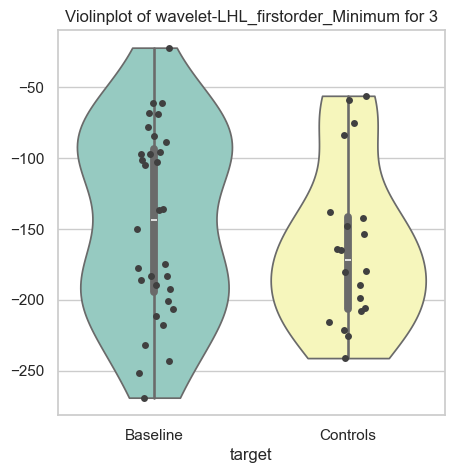 Violinplot of wavelet-LHL_firstorder_Minimum for 3
−50
−100
−150
−200
−250
Baseline
Controls
target